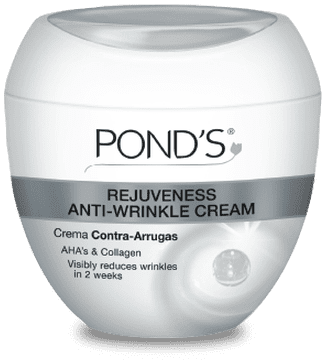 POND'S®
REJUVENESS
ANTI-WRINKLE CREAM
Crema Contra-Arrugas
AHA's & Collagen
Visibly reduces wrinkles
in 2 weeks